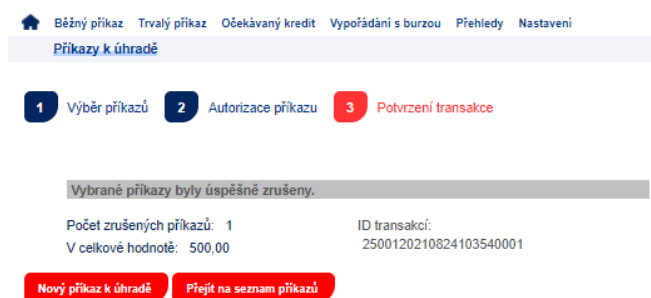 Běžný příkaz Trvalý příkaz Očekávaný kredit Vypořádání s burzou Přehledy Nastavení
Příkazy k úhradě
1 Výběr příkazů 2 Autorizace příkazu 3 Potvrzení transakce
Vybrané příkazy byly úspěšně zrušeny.
Počet zrušených příkazů: 1 ID transakcí:
V celkové hodnotě: 500,00 2500120210824103540001
Nový příkaz k úhradě Přejít na seznam příkazů